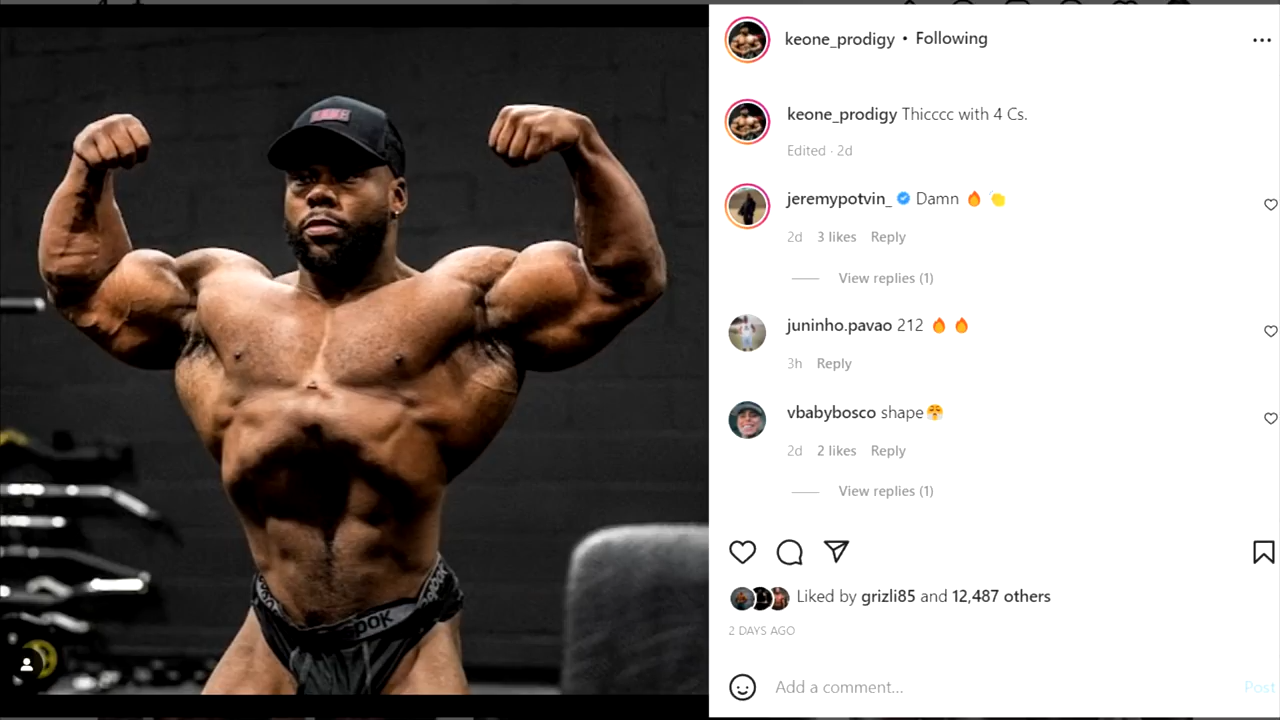 keone_prodigy • Following
keone_prodigy Thicccc with 4 Cs.
Edited · 2d
jeremypotvin_ Damn 🔥 👏
2d 3 likes Reply
View replies (1)
juninho.pavao 212 🔥 🔥
3h Reply
vbabybosco shape😤
2d 2 likes Reply
View replies (1)
Liked by grizli85 and 12,487 others
2 DAYS AGO
Add a comment...
Post